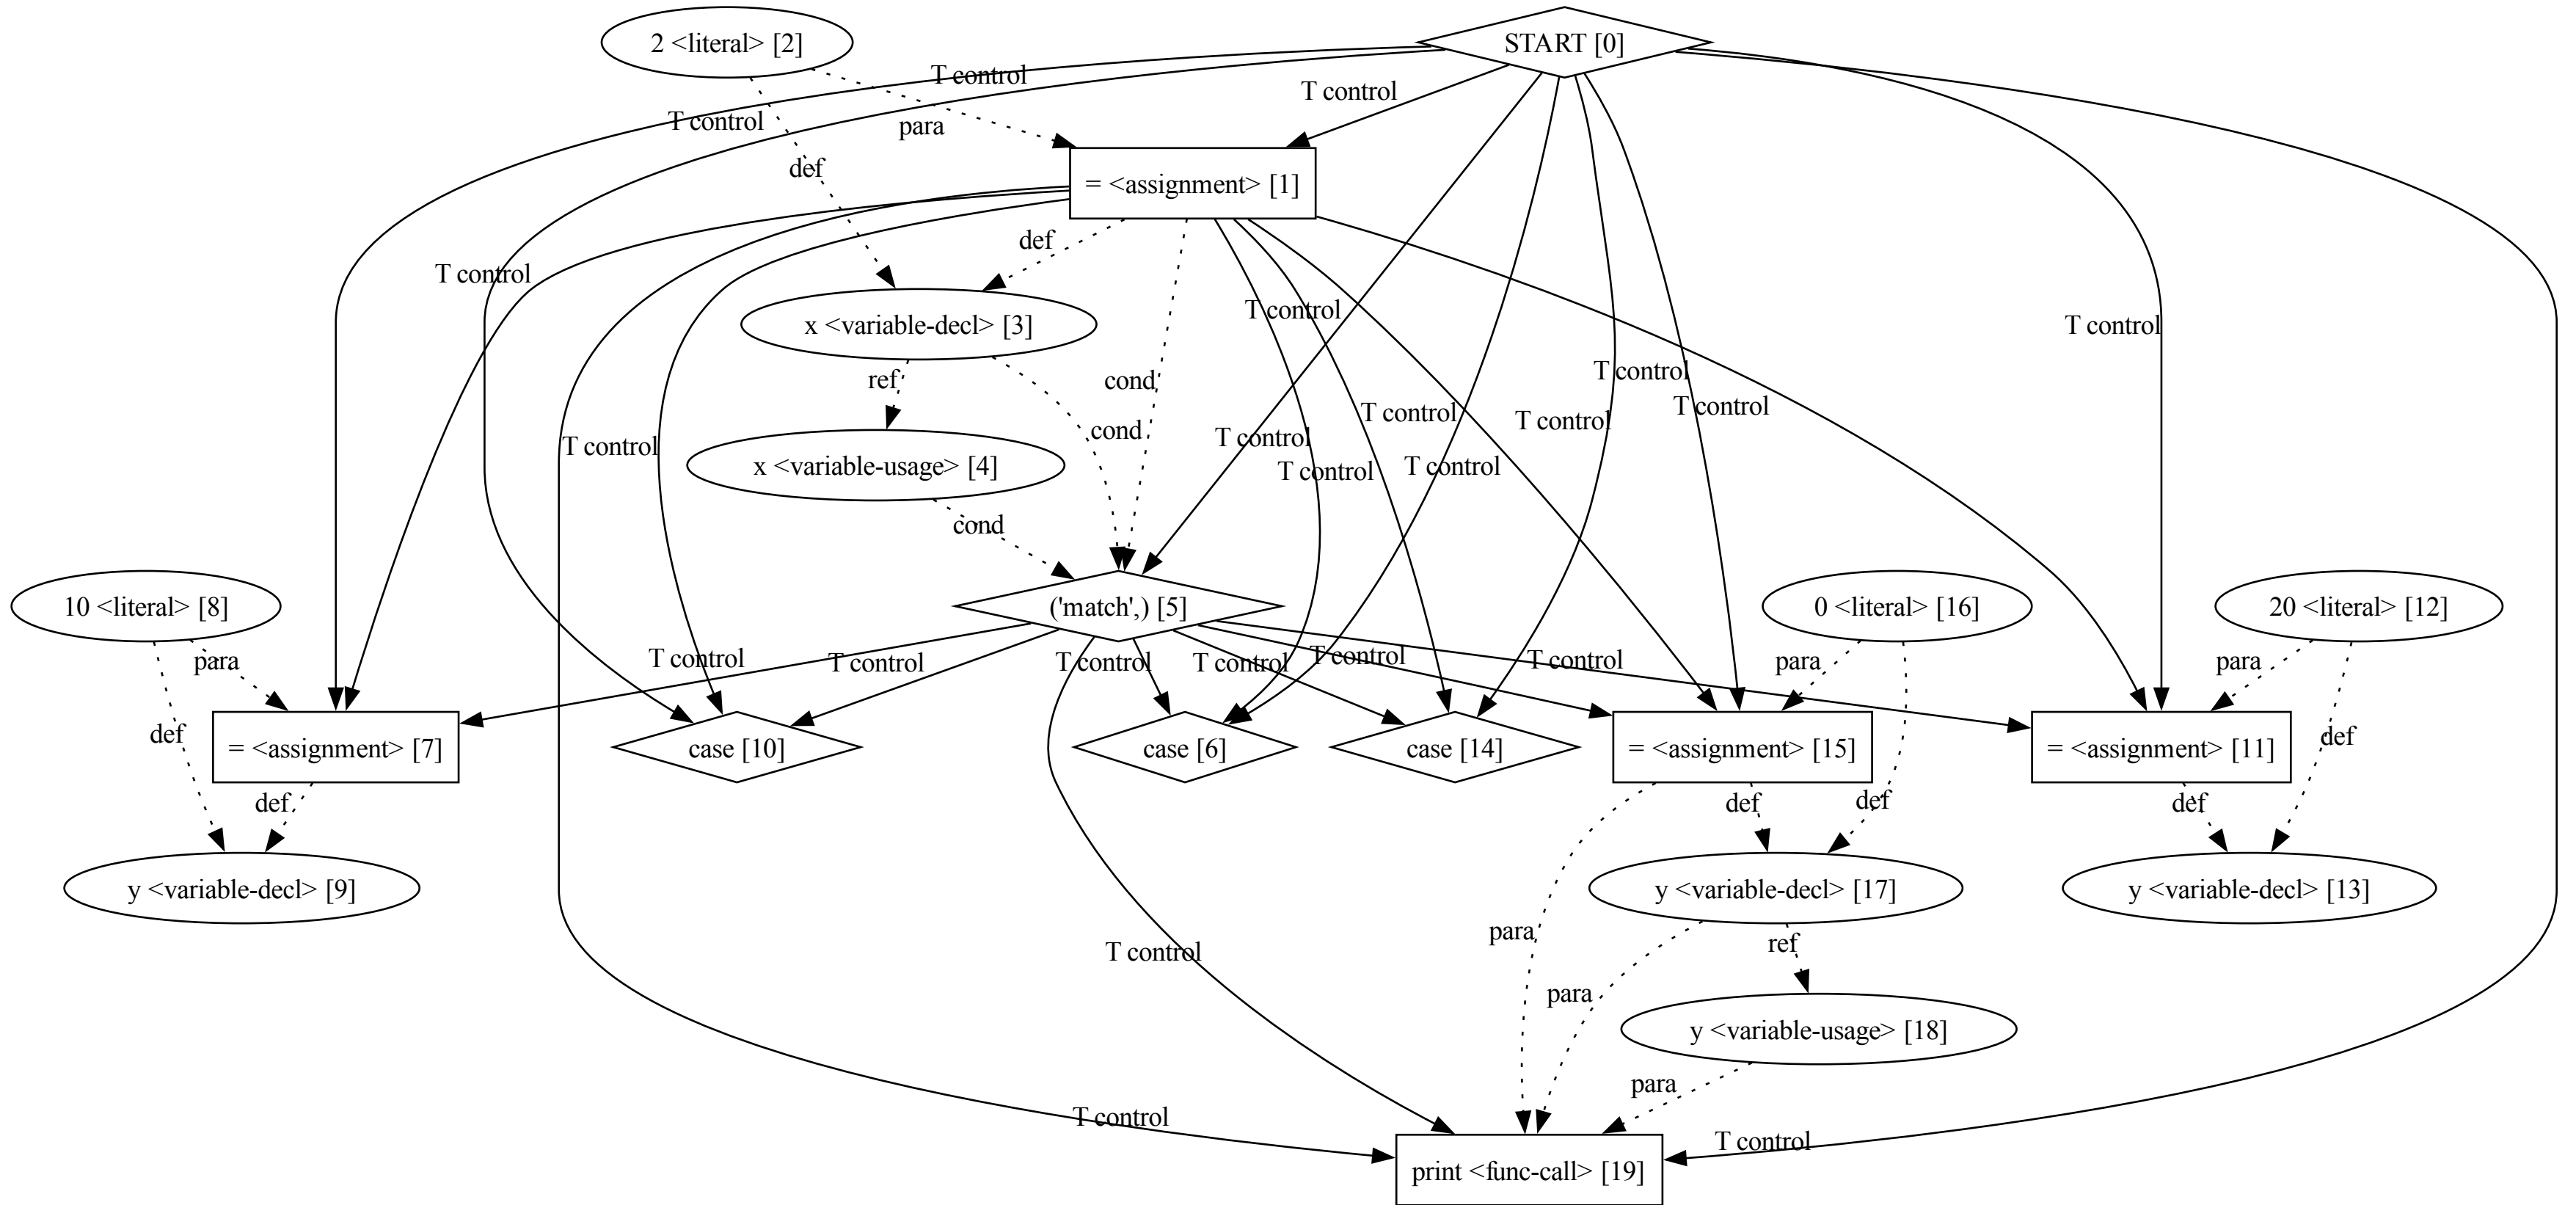 2 <literal> [2]
START [0]
T control
T control
T control
para
def
= <assignment> [1]
def
T control
T control
x <variable-decl> [3]
T control
ref
cond
T control
T control
cond
T control
T control
T control
T control
T control
x <variable-usage> [4]
T control
T control
cond
10 <literal> [8]
('match',) [5]
0 <literal> [16]
20 <literal> [12]
para
T control
T control
T control
T control
T control
T control
para
para
def
def
= <assignment> [7]
case [10]
case [6]
case [14]
= <assignment> [15]
= <assignment> [11]
def
def
def
def
y <variable-decl> [9]
y <variable-decl> [17]
y <variable-decl> [13]
para
ref
T control
para
y <variable-usage> [18]
para
T control
T control
print <func-call> [19]